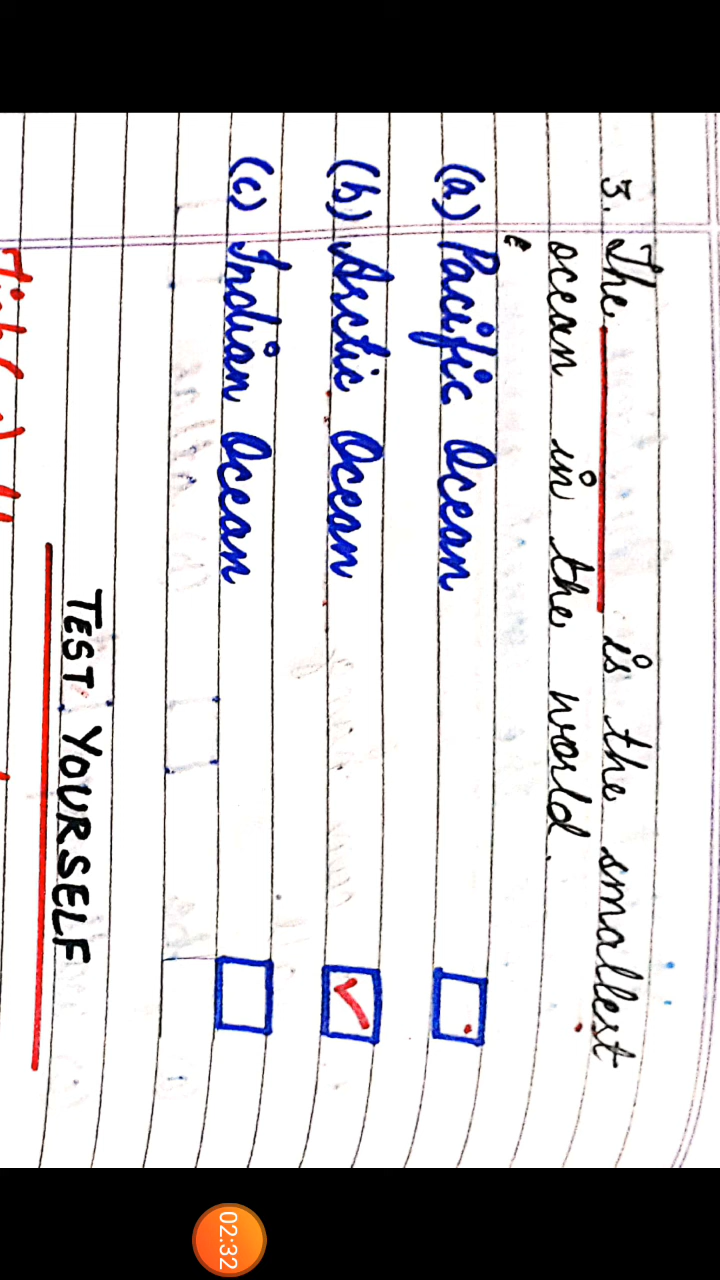 3. The ______ is the smallest
ocean in the world.
(a) Pacific Ocean
(b) Arctic Ocean
(c) Indian Ocean
TEST YOURSELF
02:32